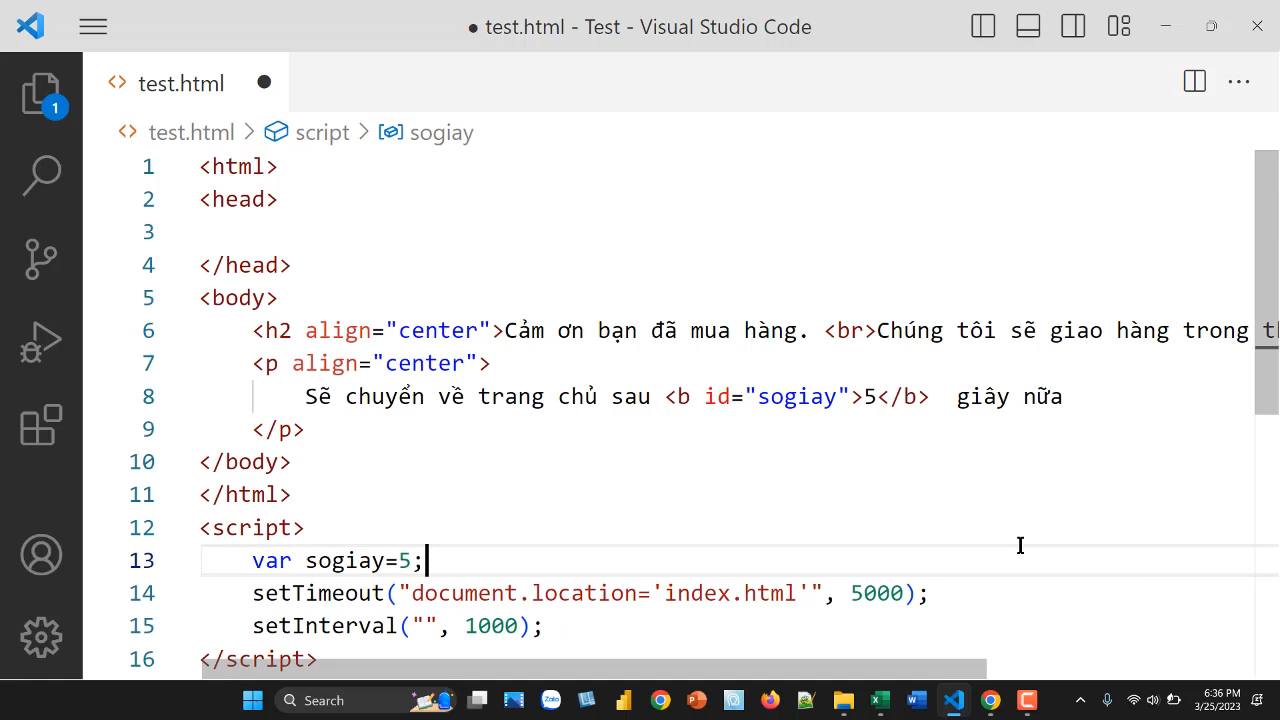 ● test.html - Test - Visual Studio Code
test.html
1
test.html > script > sogiay
1 <html>
2 <head>
3
4 </head>
5 <body>
6 <h2 align="center">Cảm ơn bạn đã mua hàng. <br>Chúng tôi sẽ giao hàng trong th
7 <p align="center">
8 Sẽ chuyển về trang chủ sau <b id="sogiay">5</b>  giây nữa
9 </p>
10 </body>
11 </html>
12 <script>
13 var sogiay=5;
14 setTimeout("document.location='index.html'", 5000);
15 setInterval("", 1000);
16 </script>
Search
Zalo
6:36 PM
3/25/2023